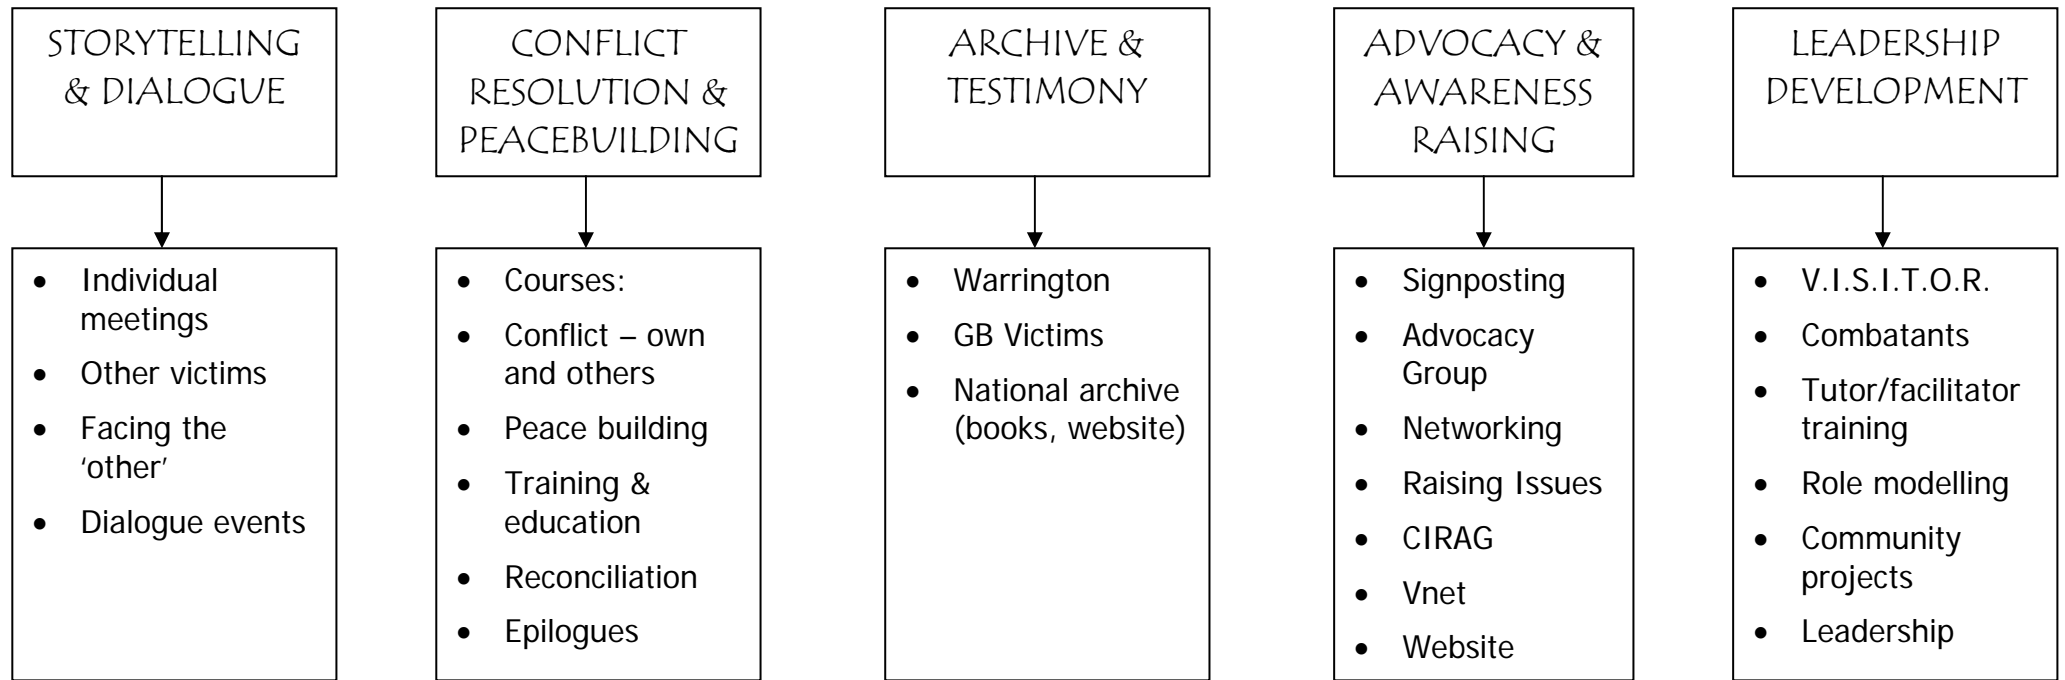 STORYTELLING
& DIALOGUE
CONFLICT
RESOLUTION &
PEACEBUILDING
ARCHIVE &
TESTIMONY
ADVOCACY &
AWARENESS
RAISING
LEADERSHIP
DEVELOPMENT
• Individual
meetings
• Other victims
• Facing the
‘other’
• Dialogue events
• Courses:
• Conflict – own
and others
• Peace building
• Training &
education
• Reconciliation
• Epilogues
• Warrington
• GB Victims
• National archive
(books, website)
• Signposting
• Advocacy
Group
• Networking
• Raising Issues
• CIRAG
• Vnet
• Website
• V.I.S.I.T.O.R.
• Combatants
• Tutor/facilitator
training
• Role modelling
• Community
projects
• Leadership